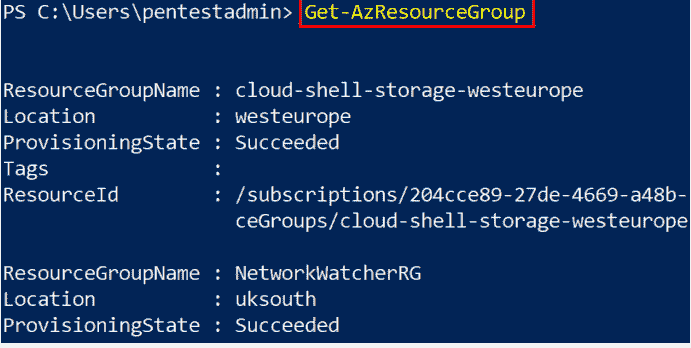 PS C:\Users\pentestadmin> Get-AzResourceGroup
ResourceGroupName : cloud-shell-storage-westeurope
Location          : westeurope
ProvisioningState : Succeeded
Tags              :
ResourceId        : /subscriptions/204cce89-27de-4669-a48b-
                    ceGroups/cloud-shell-storage-westeurope
ResourceGroupName : NetworkWatcherRG
Location          : uksouth
ProvisioningState : Succeeded